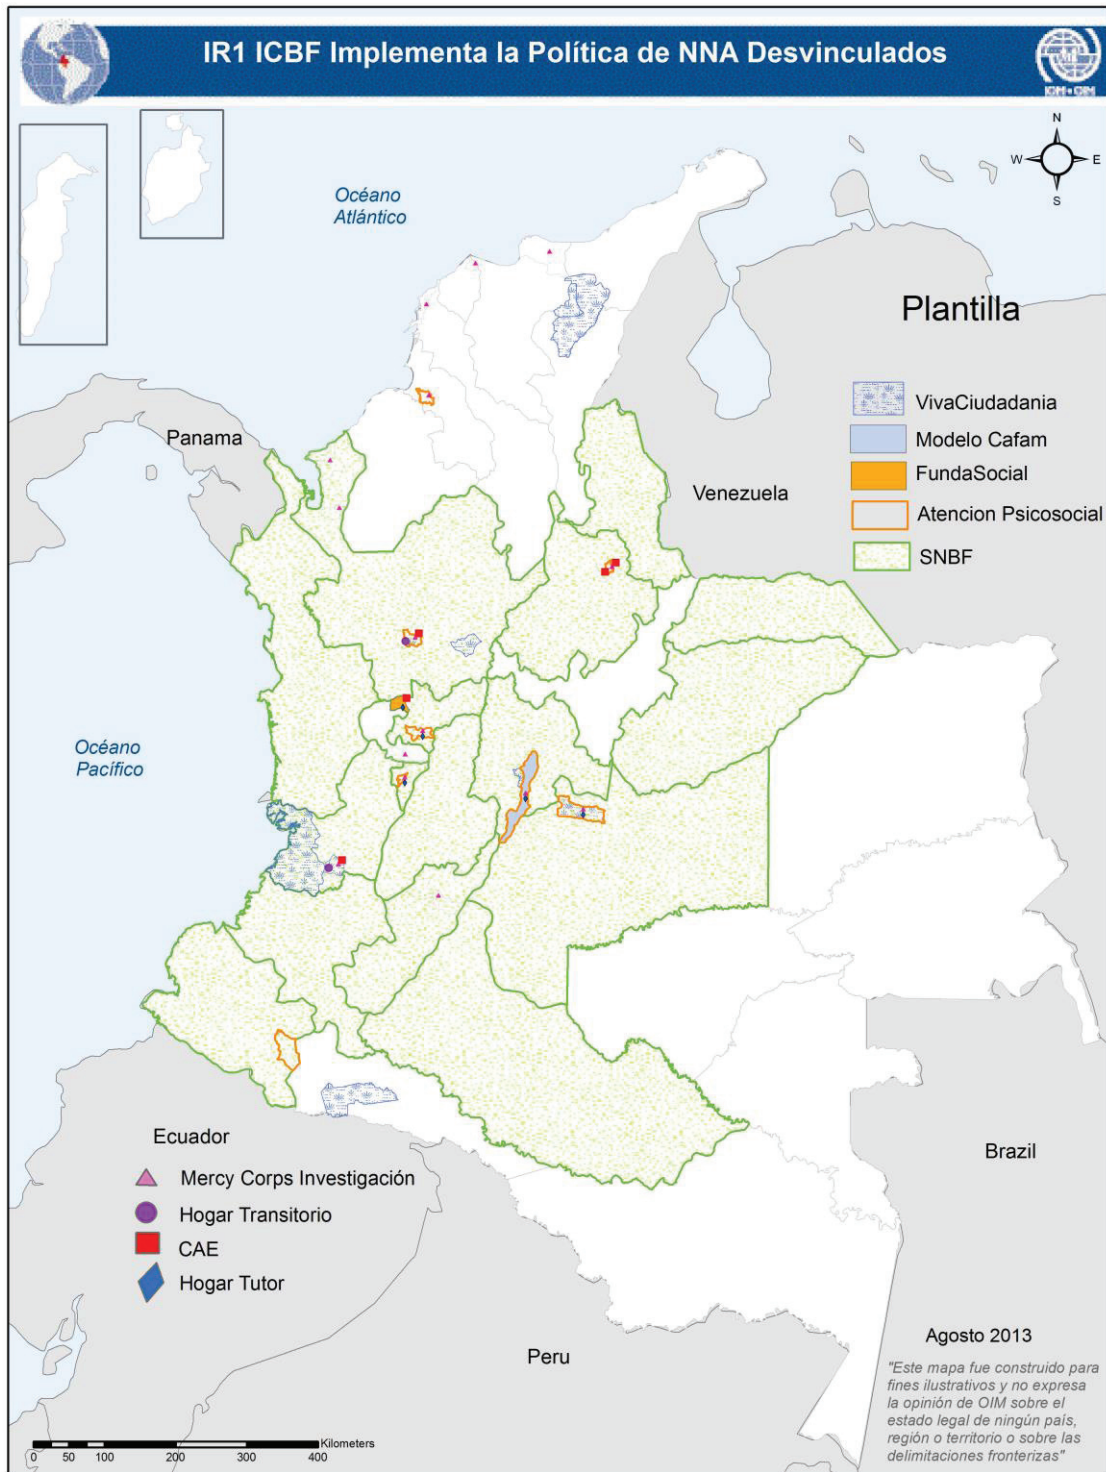 IR1 ICBF Implementa la Política de NNA Desvinculados
IOM • OIM
N
W
E
S
Océano
Atlántico
Plantilla
VivaCiudadania
Modelo Cafam
FundaSocial
Atencion Psicosocial
SNBF
Panama
Venezuela
Océano
Pacífico
Ecuador
Mercy Corps Investigación
Hogar Transitorio
CAE
Hogar Tutor
Brazil
Peru
Agosto 2013
"Este mapa fue construido para
fines ilustrativos y no expresa
la opinión de OIM sobre el
estado legal de ningún país,
región o territorio o sobre las
delimitaciones fronterizas"
Kilometers
0 50 100 200 300 400